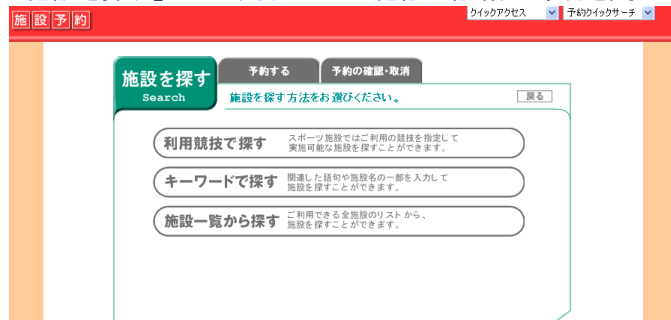 施設予約
クイックアクセス
予約クイックサーチ
施設を探す
Search
予約する
予約の確認・取消
施設を探す方法をお選びください。
戻る
利用競技で探す
スポーツ施設ではご利用の競技を指定して
実施可能な施設を探すことができます。
キーワードで探す
関連した語句や施設名の一部を入力して
施設を探すことができます。
施設一覧から探す
ご利用できる全施設のリストから、
施設を探すことができます。